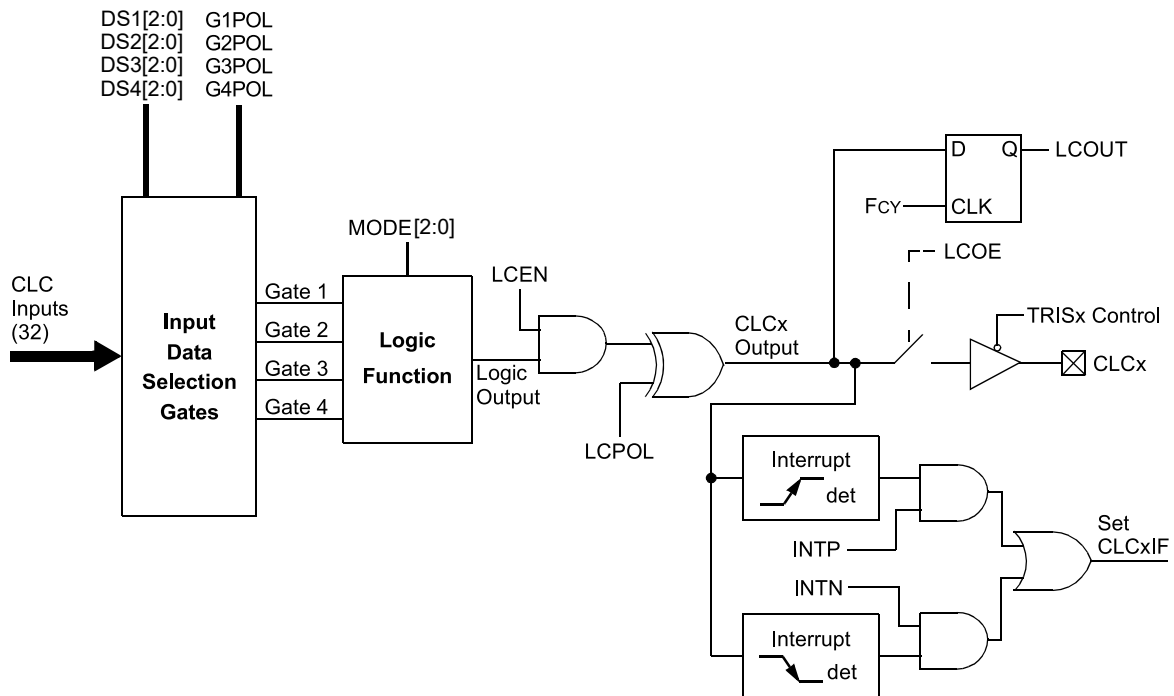 DS1[2:0] G1POL
DS2[2:0] G2POL
DS3[2:0] G3POL
DS4[2:0] G4POL
D Q LCOUT
FCY CLK
MODE[2:0]
LCOE
LCEN
CLC
Inputs
(32)
Input
Data
Selection
Gates
Gate 1
Gate 2
Gate 3
Gate 4
Logic
Function
Logic
Output
LCPOL
CLCx
Output
TRISx Control
CLCx
Interrupt
det
INTP
INTN
Set
CLCxIF
Interrupt
det